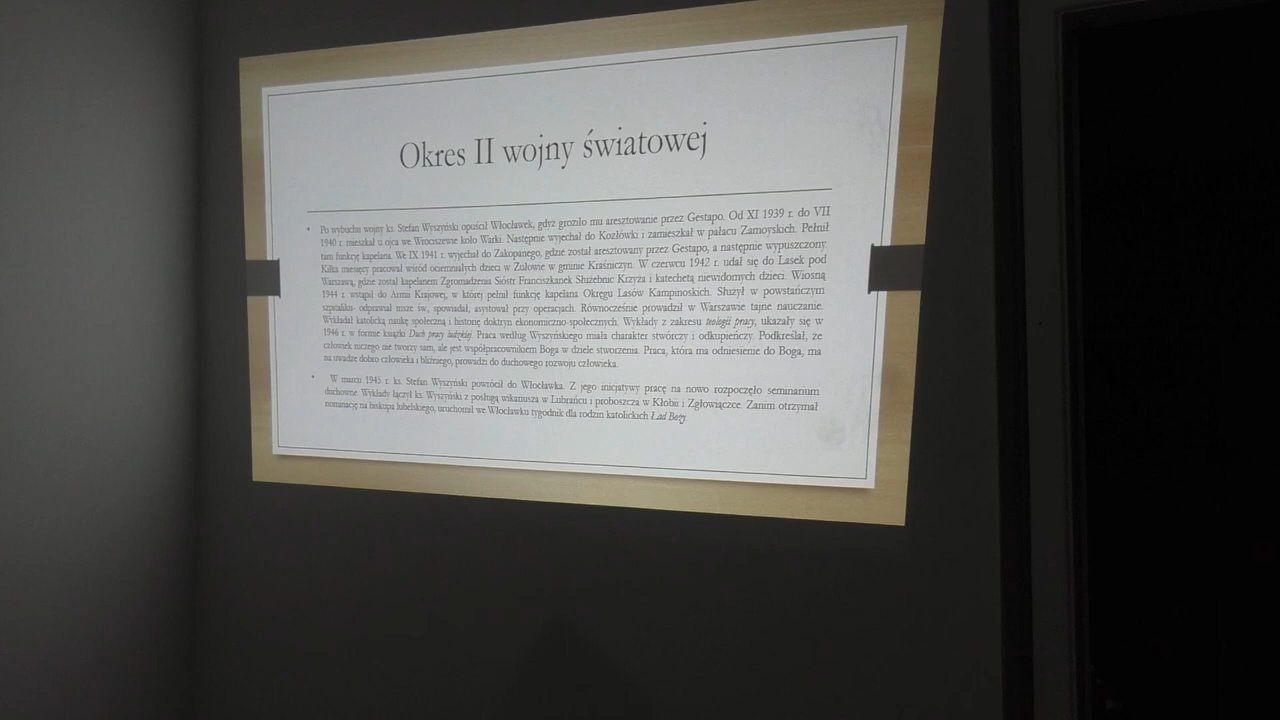 Okres II wojny światowej
• Po wybuchu wojny ks. Stefan Wyszyński opuścił Włocławek, gdyż groziło mu aresztowanie przez Gestapo. Od XI 1939 r. do VII
1940 r. mieszkał u ojca we Wrociszewie koło Warki. Następnie wyjechał do Kozłówki i zamieszkał w pałacu Zamoyskich. Pełnił
tam funkcję kapelana. We IX 1941 r. wyjechał do Zakopanego, gdzie został aresztowany przez Gestapo, a następnie wypuszczony.
Kilka miesięcy pracował wśród ociemniałych dzieci w Żułowie w gminie Kraśniczyn. W czerwcu 1942 r. udał się do Lasek pod
Warszawą, gdzie został kapelanem Zgromadzenia Sióstr Franciszkanek Służebnic Krzyża i katechetą niewidomych dzieci. Wiosną
1944 r. wstąpił do Armii Krajowej, w której pełnił funkcję kapelana Okręgu Lasów Kampinoskich. Służył w powstańczym
szpitaliku- odprawiał msze św., spowiadał, asystował przy operacjach. Równocześnie prowadził w Warszawie tajne nauczanie.
Wykładał katolicką naukę społeczną i historię doktryn ekonomiczno-społecznych. Wykłady z zakresu teologii pracy, ukazały się w
1946 r. w formie książki Duch pracy ludzkiej. Praca według Wyszyńskiego miała charakter stwórczy i odkupieńczy. Podkreślał, że
człowiek niczego nie tworzy sam, ale jest współpracownikiem Boga w dziele stworzenia. Praca, która ma odniesienie do Boga, ma
na uwadze dobro człowieka i bliźniego, prowadzi do duchowego rozwoju człowieka.
• W marcu 1945 r. ks. Stefan Wyszyński powrócił do Włocławka. Z jego inicjatywy pracę na nowo rozpoczęło seminarium
duchowne. Wykłady łączył ks. Wyszyński z posługą wikariusza w Lubrańcu i proboszcza w Kłobi i Zgłowiączce. Zanim otrzymał
nominację na biskupa lubelskiego, uruchomił we Włocławku tygodnik dla rodzin katolickich Ład Boży.